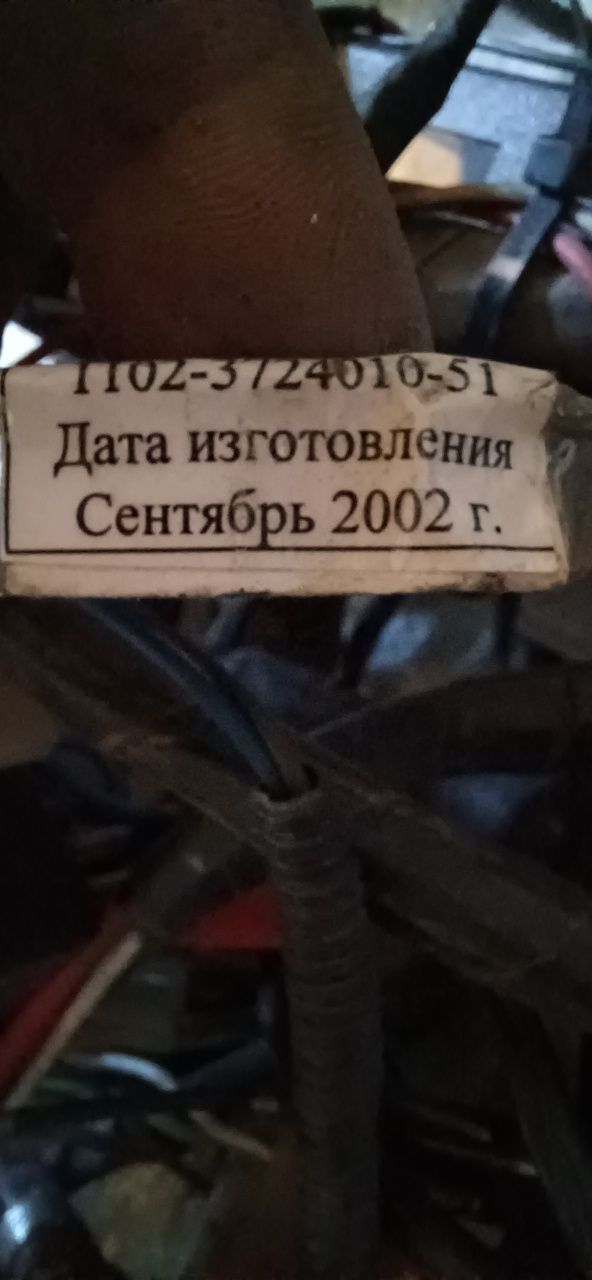 1102-3724010-51
Дата изготовления
Сентябрь 2002 г.